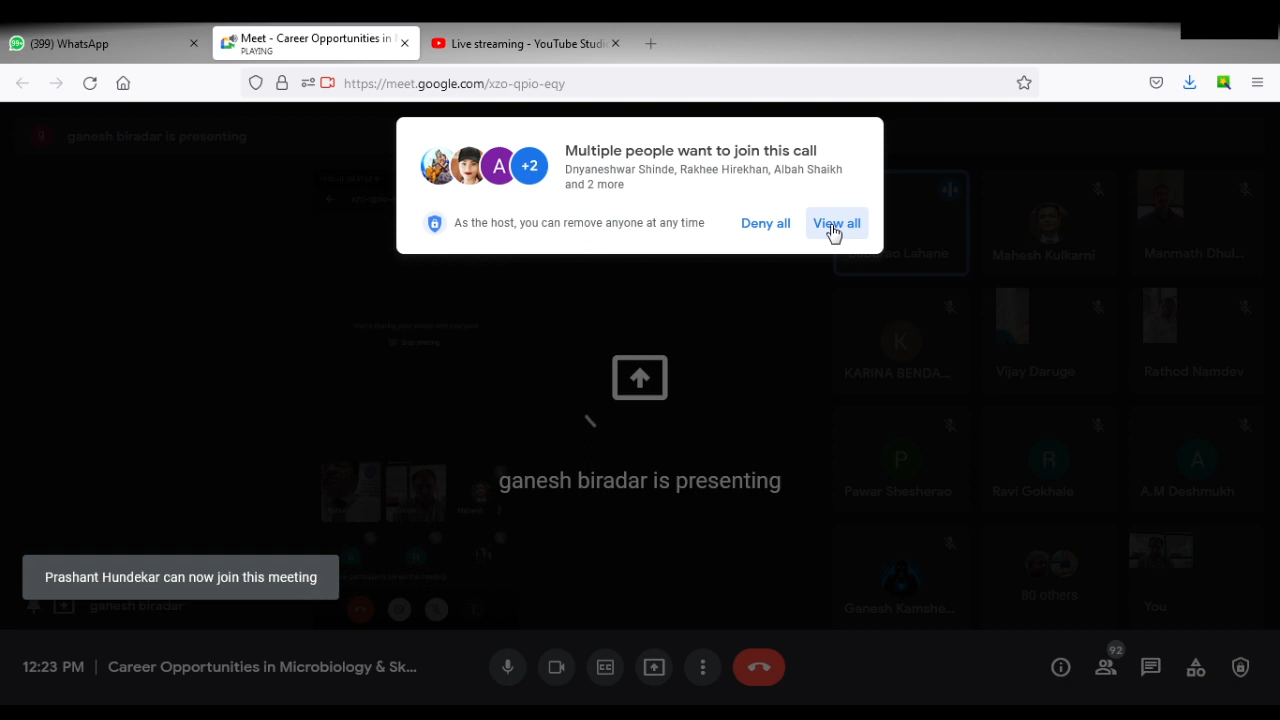 (399) WhatsApp
Meet - Career Opportunities in
PLAYING
Live streaming - YouTube Studio
https://meet.google.com/xzo-qpio-eqy
ganesh biradar is presenting
Multiple people want to join this call
Dnyaneshwar Shinde, Rakhee Hirekhan, Albah Shaikh
and 2 more
A
+2
As the host, you can remove anyone at any time
Deny all
View all
Lahane
Mahesh Kulkarni
Manmath Dhul...
K
KARINA BENDA...
Vijay Daruge
Rathod Namdev
ganesh biradar is presenting
P
Pawar Shesherao
R
Ravi Gokhale
A
A.M Deshmukh
Prashant Hundekar can now join this meeting
ganesh biradar
Ganesh Kamshe...
80 others
You
12:23 PM | Career Opportunities in Microbiology & Sk...
92